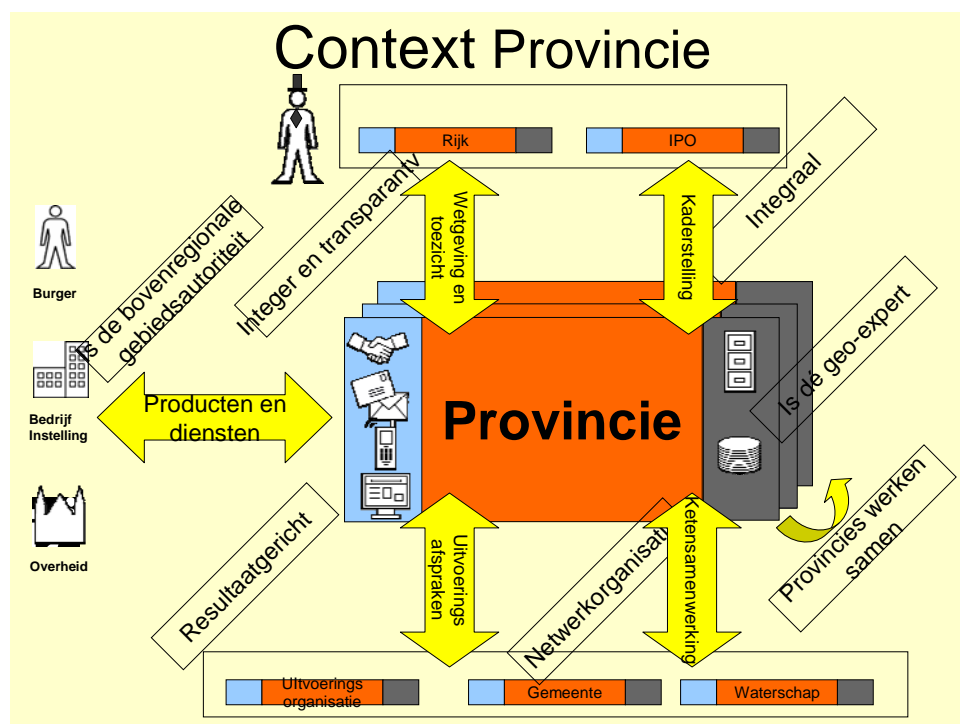 Context Provincie
Rijk
IPO
Wetgeving en
toezicht
Kaderstelling
Integer en transparantv
Integraal
Is de bovenregionale
gebiedsautoriteit
Burger
Bedrijf
Instelling
Overheid
Producten en
diensten
Provincie
Is dé geo-expert
Provincies werken
samen
Resultaatgericht
Uitvoerings
afspraken
Netwerkorganisati
Ketensamenwerking
UItvoerings
organisatie
Gemeente
Waterschap